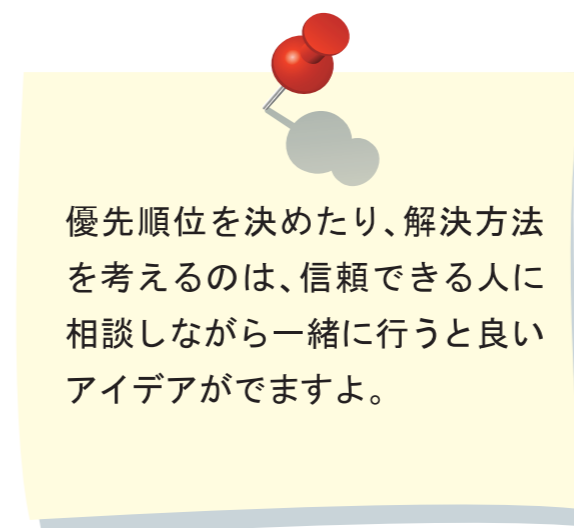 優先順位を決めたり、解決方法
を考えるのは、信頼できる人に
相談しながら一緒に行うと良い
アイデアがでますよ。